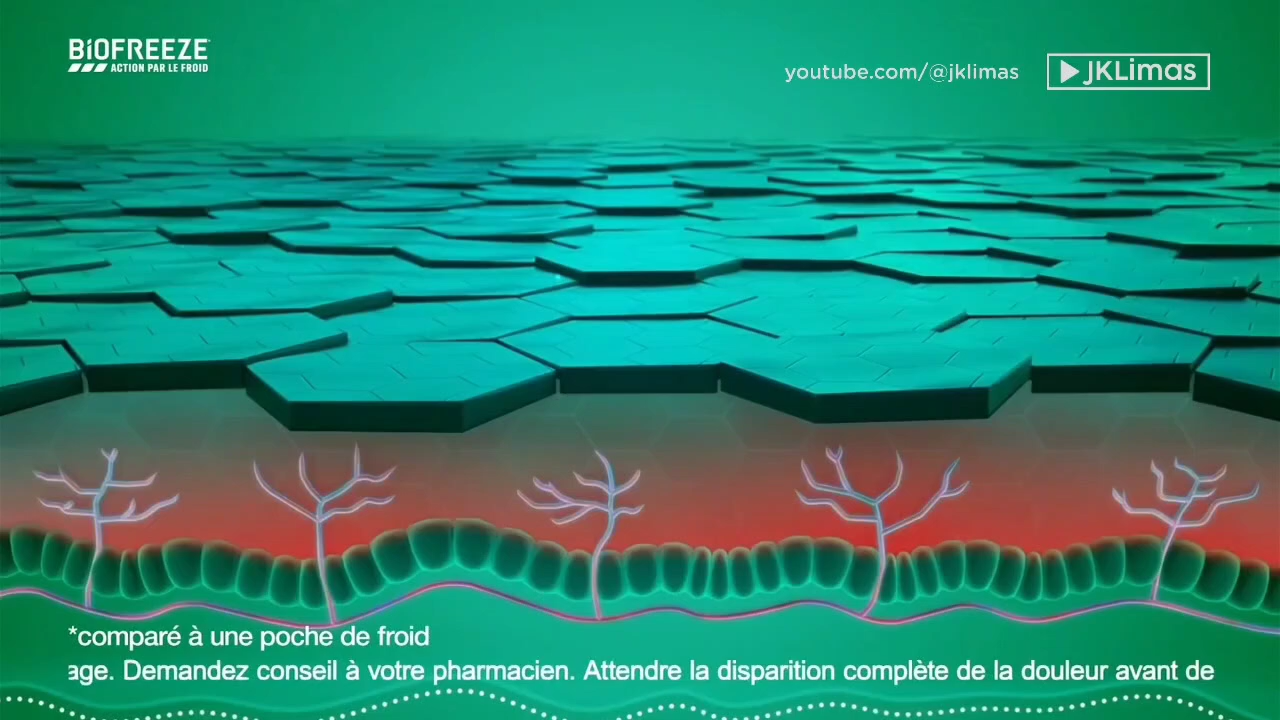 BiOFREEZE
ACTION PAR LE FROID
youtube.com/@jklimas
JKLimas
*comparé à une poche de froid
age. Demandez conseil à votre pharmacien. Attendre la disparition complète de la douleur avant de